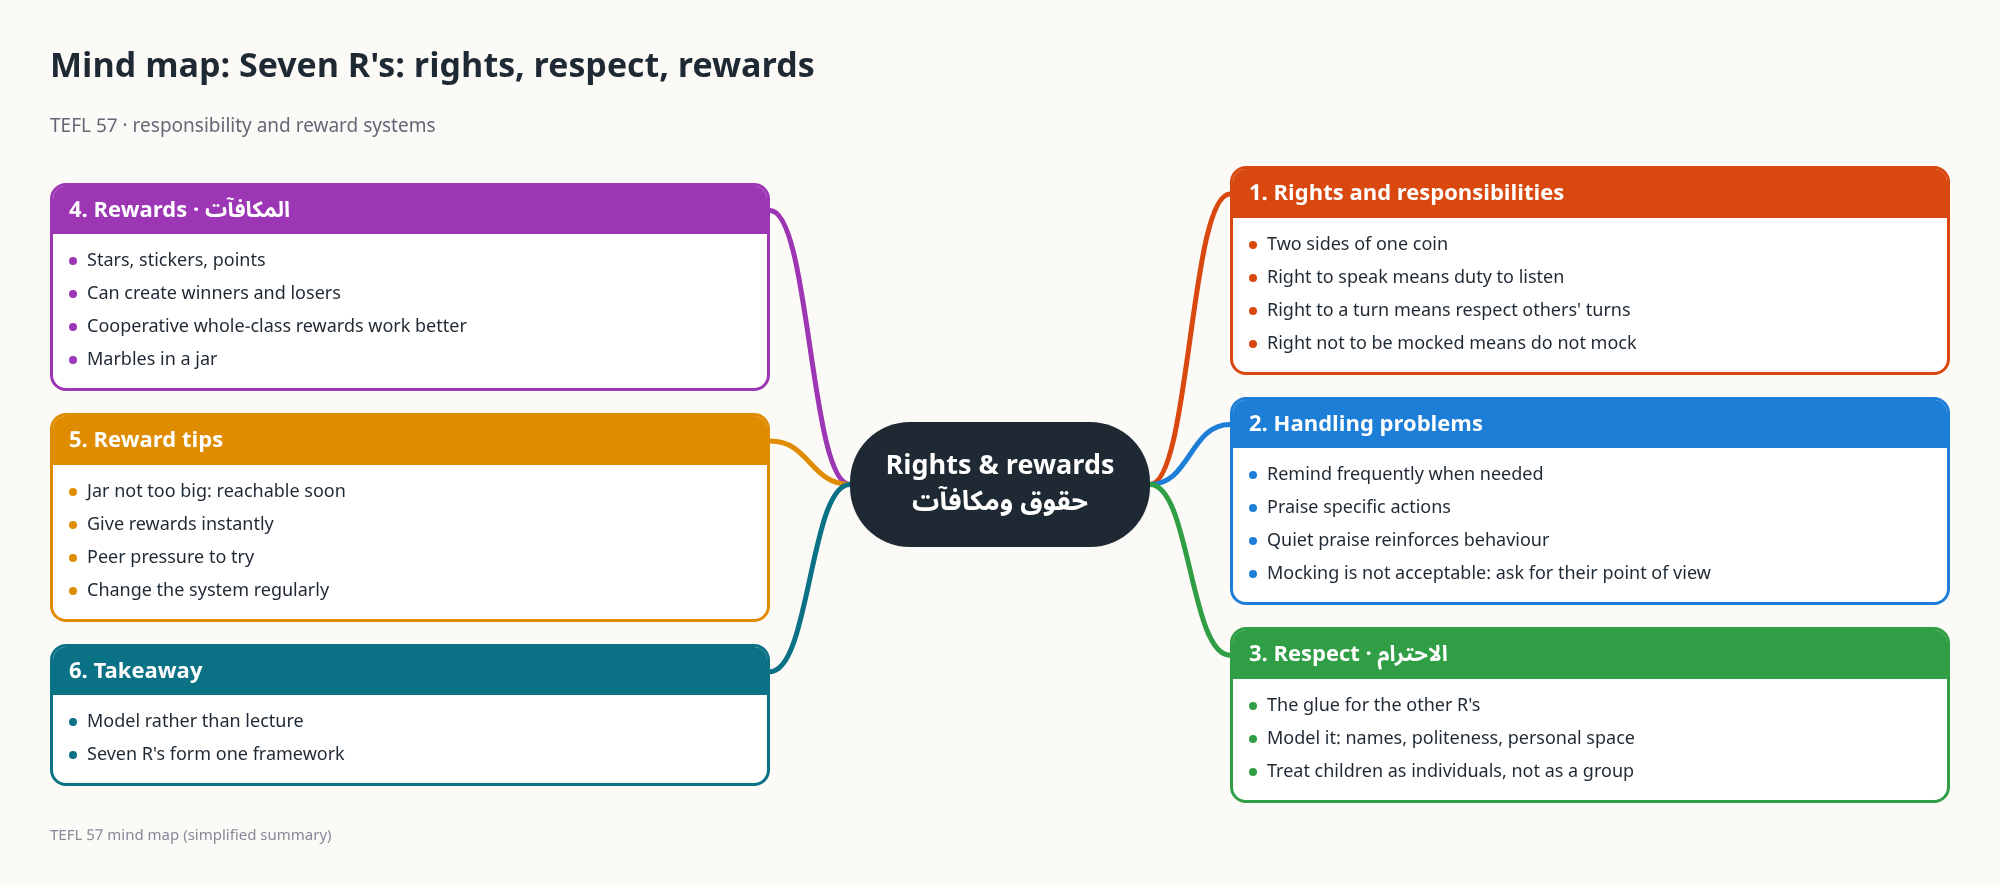 Mind map: Seven R's: rights, respect, rewards
TEFL 57 · responsibility and reward systems
Rights & rewards
حقوق ومكافآت
1. Rights and responsibilities
Two sides of one coin
Right to speak means duty to listen
Right to a turn means respect others' turns
Right not to be mocked means do not mock
2. Handling problems
Remind frequently when needed
Praise specific actions
Quiet praise reinforces behaviour
Mocking is not acceptable: ask for their point of view
3. Respect · الاحترام
The glue for the other R's
Model it: names, politeness, personal space
Treat children as individuals, not as a group
4. Rewards · المكافآت
Stars, stickers, points
Can create winners and losers
Cooperative whole-class rewards work better
Marbles in a jar
5. Reward tips
Jar not too big: reachable soon
Give rewards instantly
Peer pressure to try
Change the system regularly
6. Takeaway
Model rather than lecture
Seven R's form one framework
TEFL 57 mind map (simplified summary)